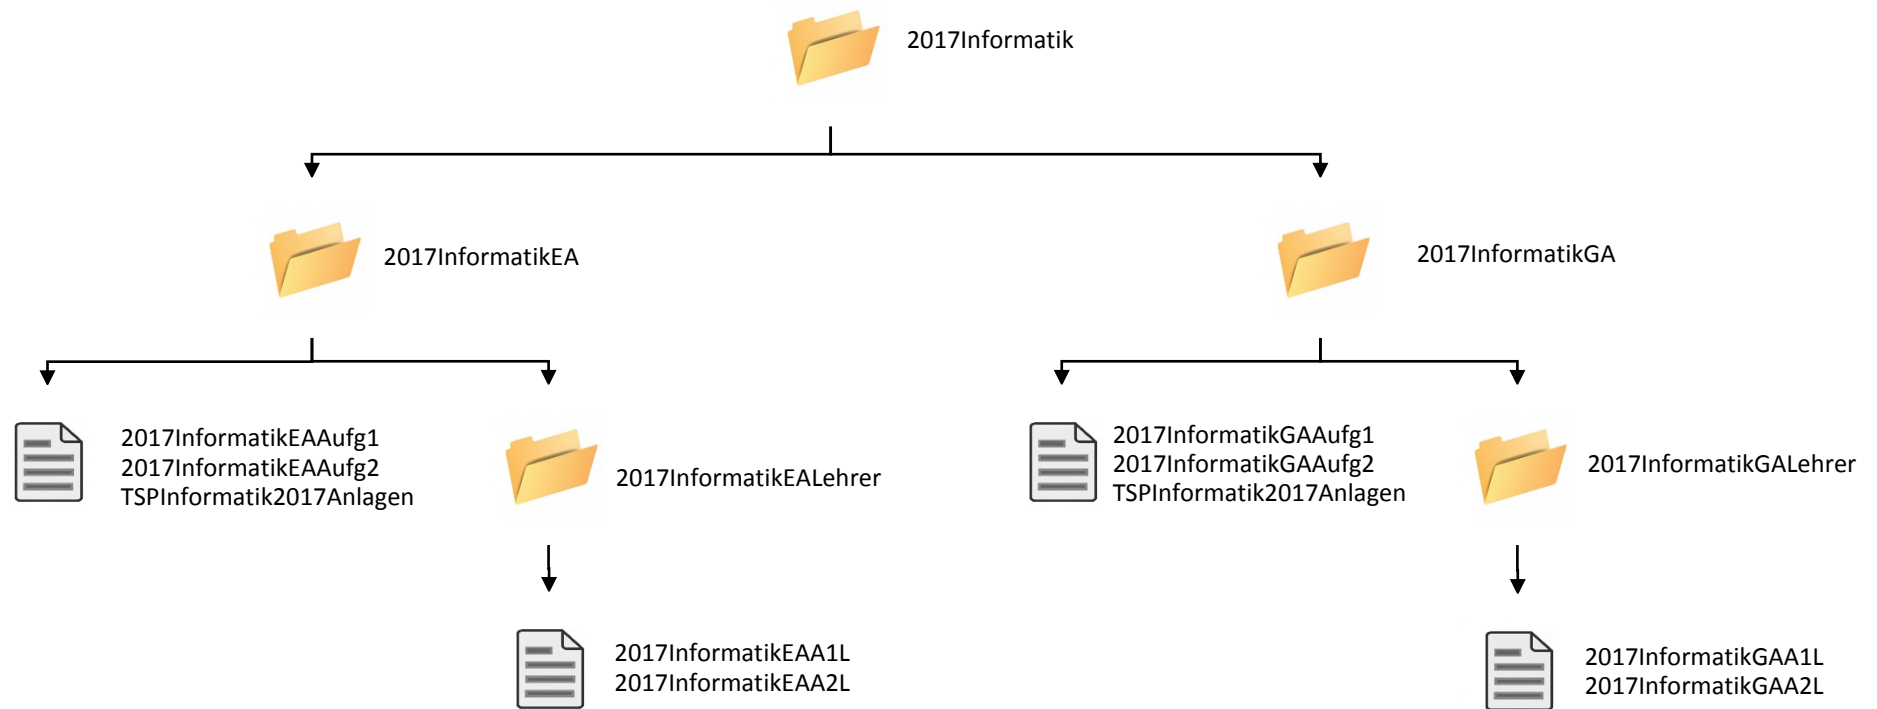 2017Informatik
2017InformatikEA
2017InformatikGA
2017InformatikEAAufg1
2017InformatikEAAufg2
TSPInformatik2017Anlagen
2017InformatikEALehrer
2017InformatikGAAufg1
2017InformatikGAAufg2
TSPInformatik2017Anlagen
2017InformatikGALehrer
2017InformatikEAA1L
2017InformatikEAA2L
2017InformatikGAA1L
2017InformatikGAA2L